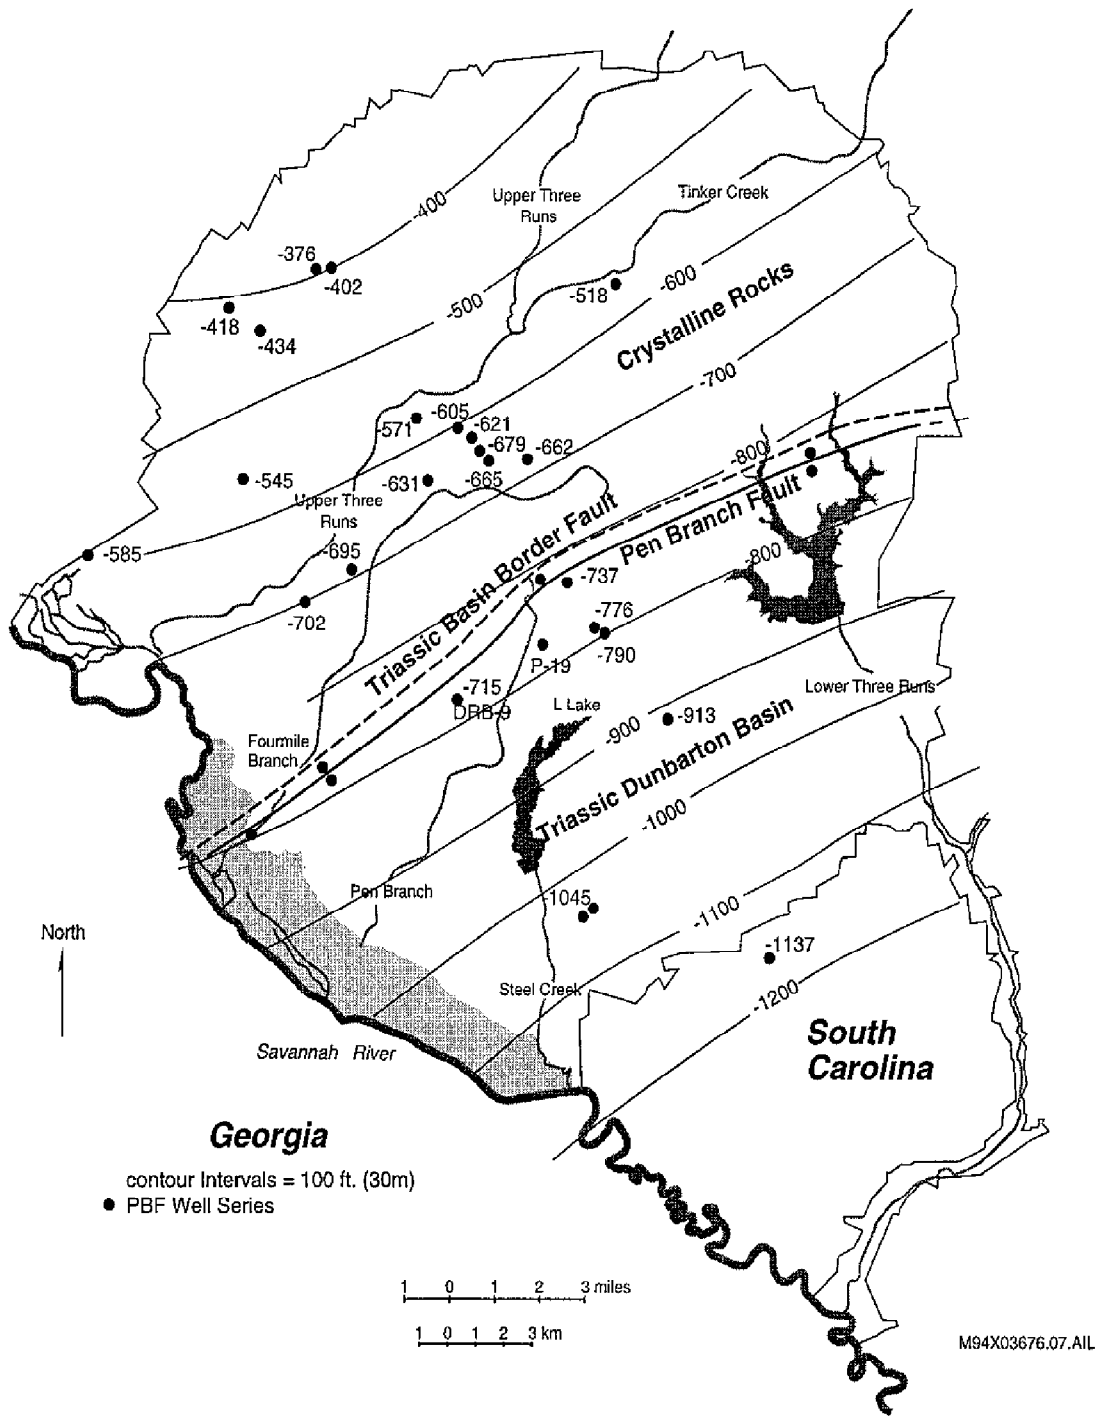 -400
Upper Three
Runs
Tinker Creek
-376
-402
-518
-600
-418
-434
-500
Crystalline Rocks
-700
-571
-605
-621
-679
-662
-665
-631
-545
-800
Upper Three
Runs
-585
-695
-702
Triassic Basin Border Fault
Pen Branch Fault
-800
-737
-776
-790
P-19
-715
DRB-9
L Lake
Lower Three Runs
-913
-900
Triassic Dunbarton Basin
Fourmile
Branch
-1000
Pen Branch
-1045
-1100
-1137
-1200
North
Steel Creek
South
Carolina
Savannah River
Georgia
contour Intervals = 100 ft. (30m)
PBF Well Series
1 0 1 2 3 miles
1 0 1 2 3 km
M94X03676.07.AIL